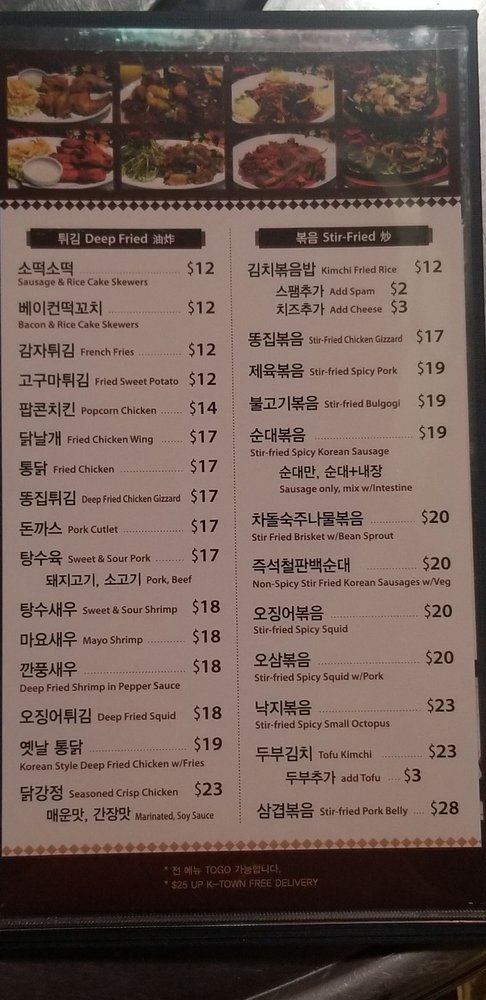 튀김 Deep Fried 油炸
소떡소떡 $12
Sausage & Rice Cake Skewers
베이컨떡꼬치 $12
Bacon & Rice Cake Skewers
감자튀김 French Fries $12
고구마튀김 Fried Sweet Potato $12
팝콘치킨 Popcorn Chicken $14
닭날개 Fried Chicken Wing $17
통닭 Fried Chicken $17
똥집튀김 Deep Fried Chicken Gizzard $17
돈까스 Pork Cutlet $17
탕수육 Sweet & Sour Pork $17
돼지고기, 소고기 Pork, Beef
탕수새우 Sweet & Sour Shrimp $18
마요새우 Mayo Shrimp $18
깐풍새우 $18
Deep Fried Shrimp in Pepper Sauce
오징어튀김 Deep Fried Squid $18
옛날 통닭 $19
Korean Style Deep Fried Chicken w/Fries
닭강정 Seasoned Crisp Chicken $23
매운맛, 간장맛 Marinated, Soy Sauce
볶음 Stir-Fried 炒
김치볶음밥 Kimchi Fried Rice $12
스팸추가 Add Spam $2
치즈추가 Add Cheese $3
똥집볶음 Stir-Fried Chicken Gizzard $17
제육볶음 Stir-fried Spicy Pork $19
불고기볶음 Stir-fried Bulgogi $19
순대볶음 $19
Stir-fried Spicy Korean Sausage
순대만, 순대+내장
Sausage only, mix w/Intestine
차돌숙주나물볶음 $20
Stir Fried Brisket w/Bean Sprout
즉석철판백순대 $20
Non-Spicy Stir Fried Korean Sausages w/Veg
오징어볶음 $20
Stir-fried Spicy Squid
오삼볶음 $20
Stir-fried Spicy Squid w/Pork
낙지볶음 $23
Stir-fried Spicy Small Octopus
두부김치 Tofu Kimchi $23
두부추가 add Tofu $3
삼겹볶음 Stir-fried Pork Belly $28
* 전 메뉴 TOGO 가능합니다.
* $25 UP K-TOWN FREE DELIVERY